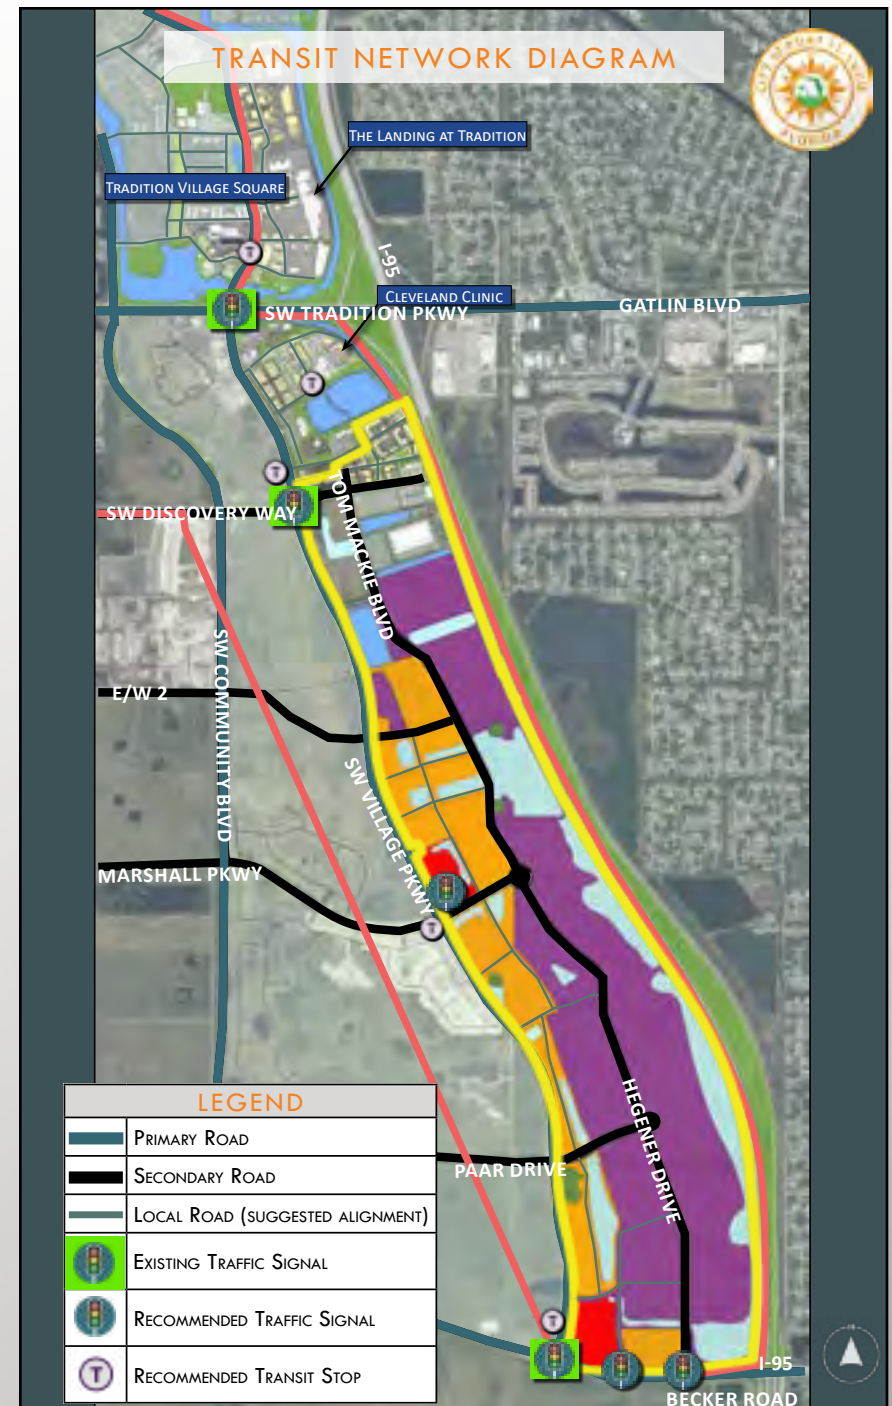 TRANSIT NETWORK DIAGRAM
THE LANDING AT TRADITION
TRADITION VILLAGE SQUARE
T
I-95
CLEVELAND CLINIC
SW TRADITION PKWY
GATLIN BLVD
T
T
TOM MACKIE BLVD
SW DISCOVERY WAY
SW COMMUNITY BLVD
E/W 2
SW VILLAGE PKWY
MARSHALL PKWY
T
HEGENER DRIVE
PAAR DRIVE
LEGEND
PRIMARY ROAD
SECONDARY ROAD
LOCAL ROAD (SUGGESTED ALIGNMENT)
EXISTING TRAFFIC SIGNAL
RECOMMENDED TRAFFIC SIGNAL
T
RECOMMENDED TRANSIT STOP
T
I-95
BECKER ROAD